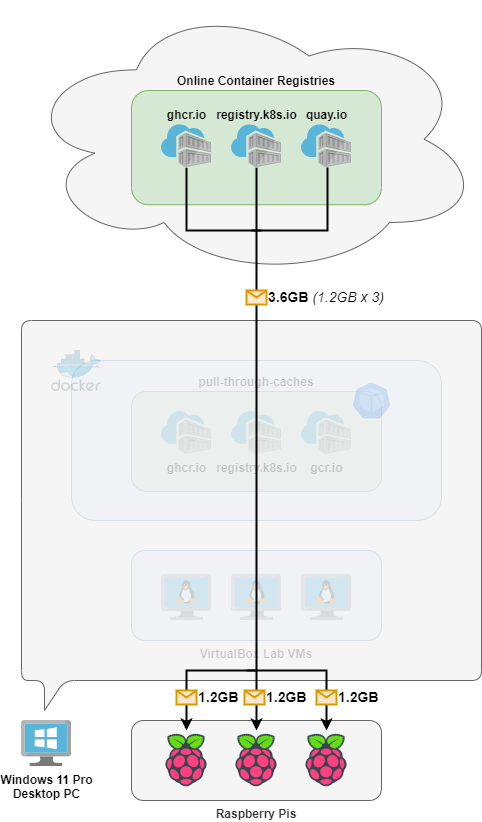 Online Container Registries
ghcr.io registry.k8s.io quay.io
3.6GB (1.2GB x 3)
docker
pull-through-caches
ghcr.io registry.k8s.io gcr.io
VirtualBox Lab VMs
1.2GB 1.2GB 1.2GB
Windows 11 Pro
Desktop PC
Raspberry Pis